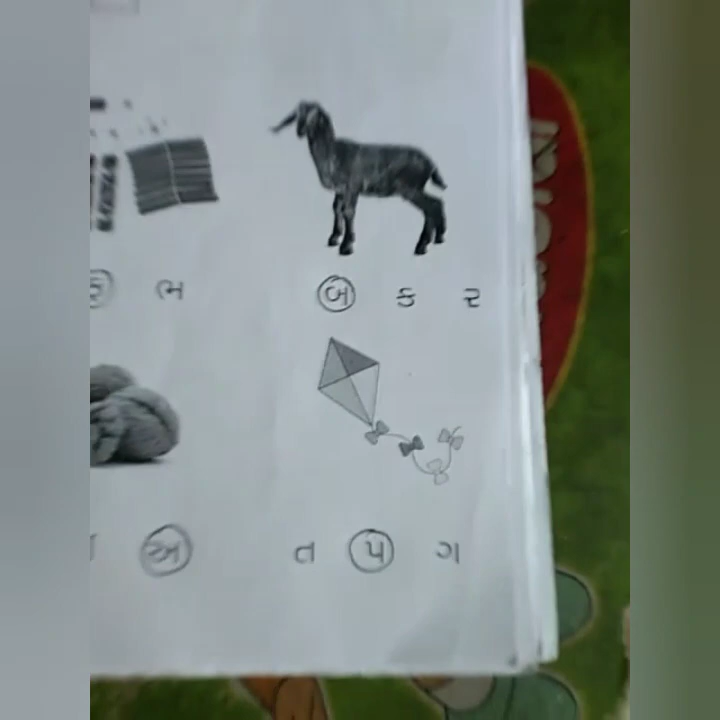 ભ
બ ક ર
અ
ત પ ગ